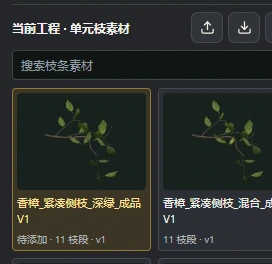 当前工程 · 单元枝素材
搜索枝条素材
香樟_紧凑侧枝_深绿_成品
V1
待添加 · 11 枝段 · v1
香樟_紧凑侧枝_混合_成
V1
11 枝段 · v1